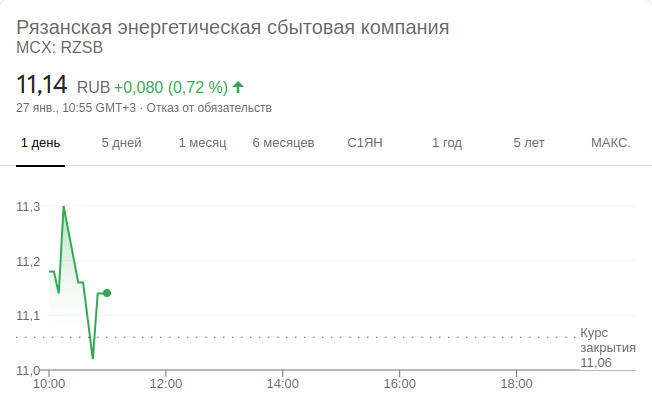 Рязанская энергетическая сбытовая компания
MCX: RZSB
11,14 RUB +0,080 (0,72 %)
27 янв., 10:55 GMT+3 · Отказ от обязательств
1 день 5 дней 1 месяц 6 месяцев С1ЯН 1 год 5 лет МАКС.
11,3
11,2
11,1
Курс
закрытия
11,06
11,0
10:00 12:00 14:00 16:00 18:00